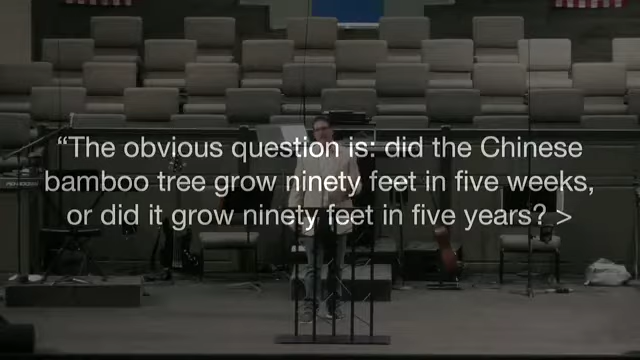 “The obvious question is: did the Chinese
bamboo tree grow ninety feet in five weeks,
or did it grow ninety feet in five years? >